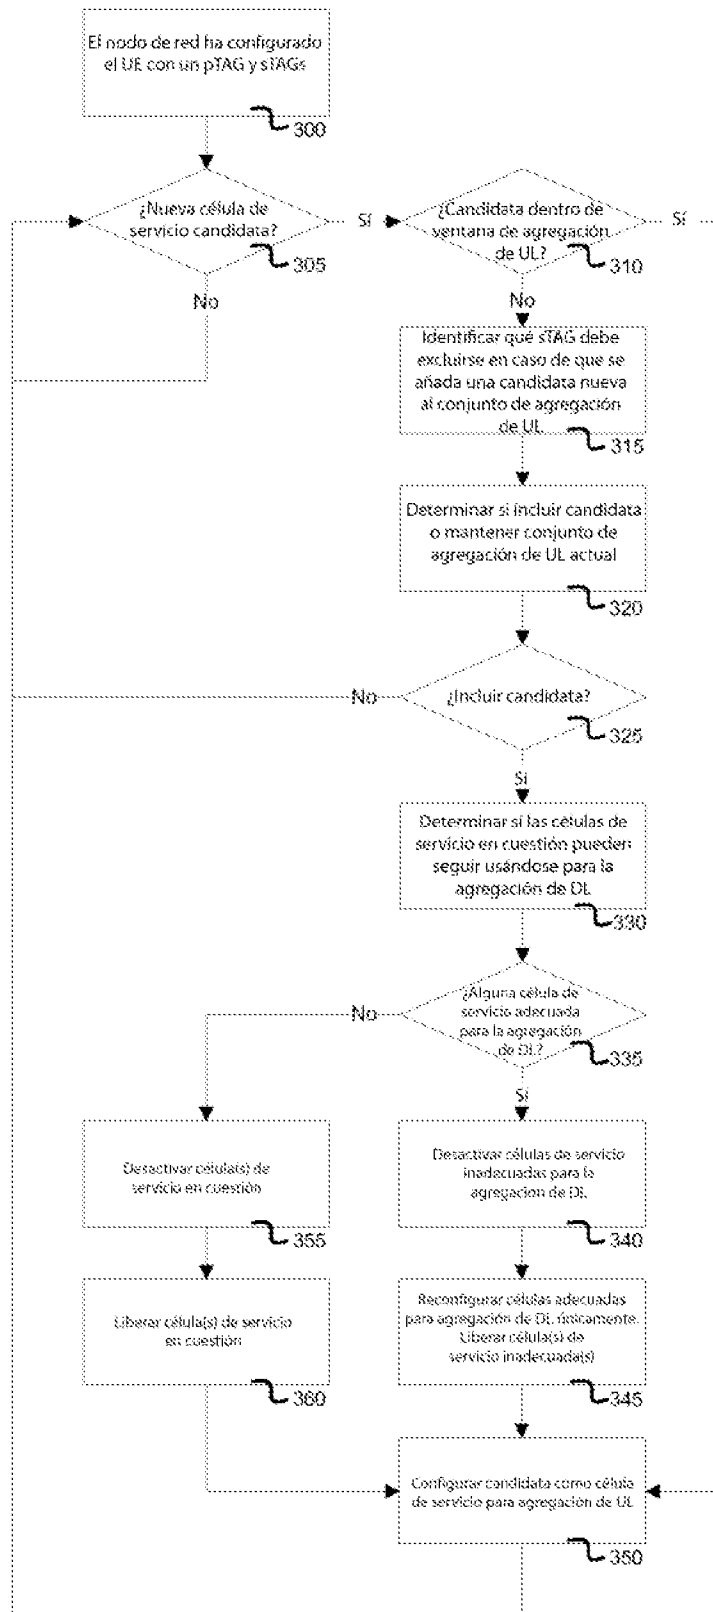 El nodo de red ha configurado
el UE con un pTAG y sTAGs
300
¿Nueva célula de
servicio candidata?
305
Sí
No
¿Candidata dentro de
ventana de agregación
de UL?
310
Sí
No
Identificar qué sTAG debe
excluirse en caso de que se
añada una candidata nueva
al conjunto de agregación
de UL
315
Determinar si incluir candidata
o mantener conjunto de
agregación de UL actual
320
¿Incluir candidata?
325
No
Sí
Determinar si las células de
servicio en cuestión pueden
seguir usándose para la
agregación de DL
330
¿Alguna célula de
servicio adecuada
para la agregación
de DL?
335
No
Sí
Desactivar célula(s) de
servicio en cuestión
355
Desactivar células de servicio
inadecuadas para la
agregacion de DL
340
Liberar célula(s) de servicio
en cuestión
360
Reconfigurar células adecuadas
para agregación de DL únicamente.
Liberar célula(s) de
servicio inadecuada(s)
345
Configurar candidata como célula
de servicio para agregación de UL
350